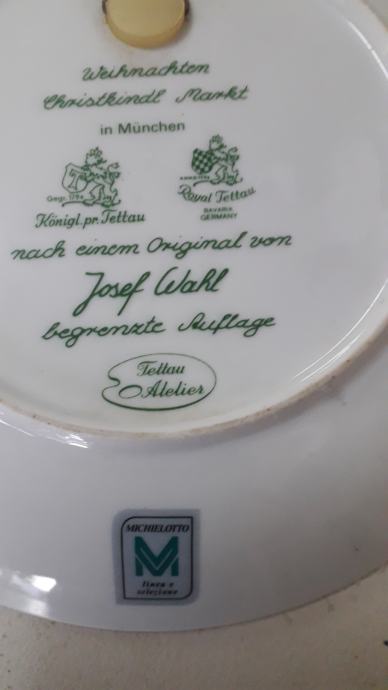 Weihnachten
Christkindl Markt
in München
Gegr. 1794
Königl. pr. Tettau
Royal Tettau
BAVARIA
GERMANY
nach einem Original von
Josef Wahl
begrenzte Auflage
Tettau
Atelier
MICHIELOTTO
M
linea e
selezione